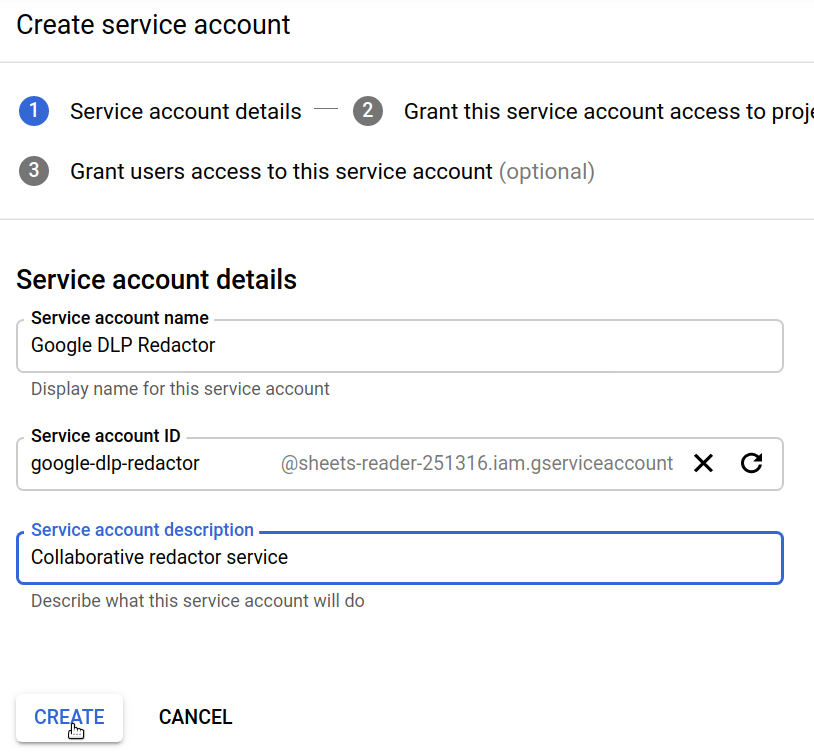 Create service account
1 Service account details — 2 Grant this service account access to proje
3 Grant users access to this service account (optional)
Service account details
Service account name
Google DLP Redactor
Display name for this service account
Service account ID
google-dlp-redactor @sheets-reader-251316.iam.gserviceaccount
Service account description
Collaborative redactor service
Describe what this service account will do
CREATE CANCEL